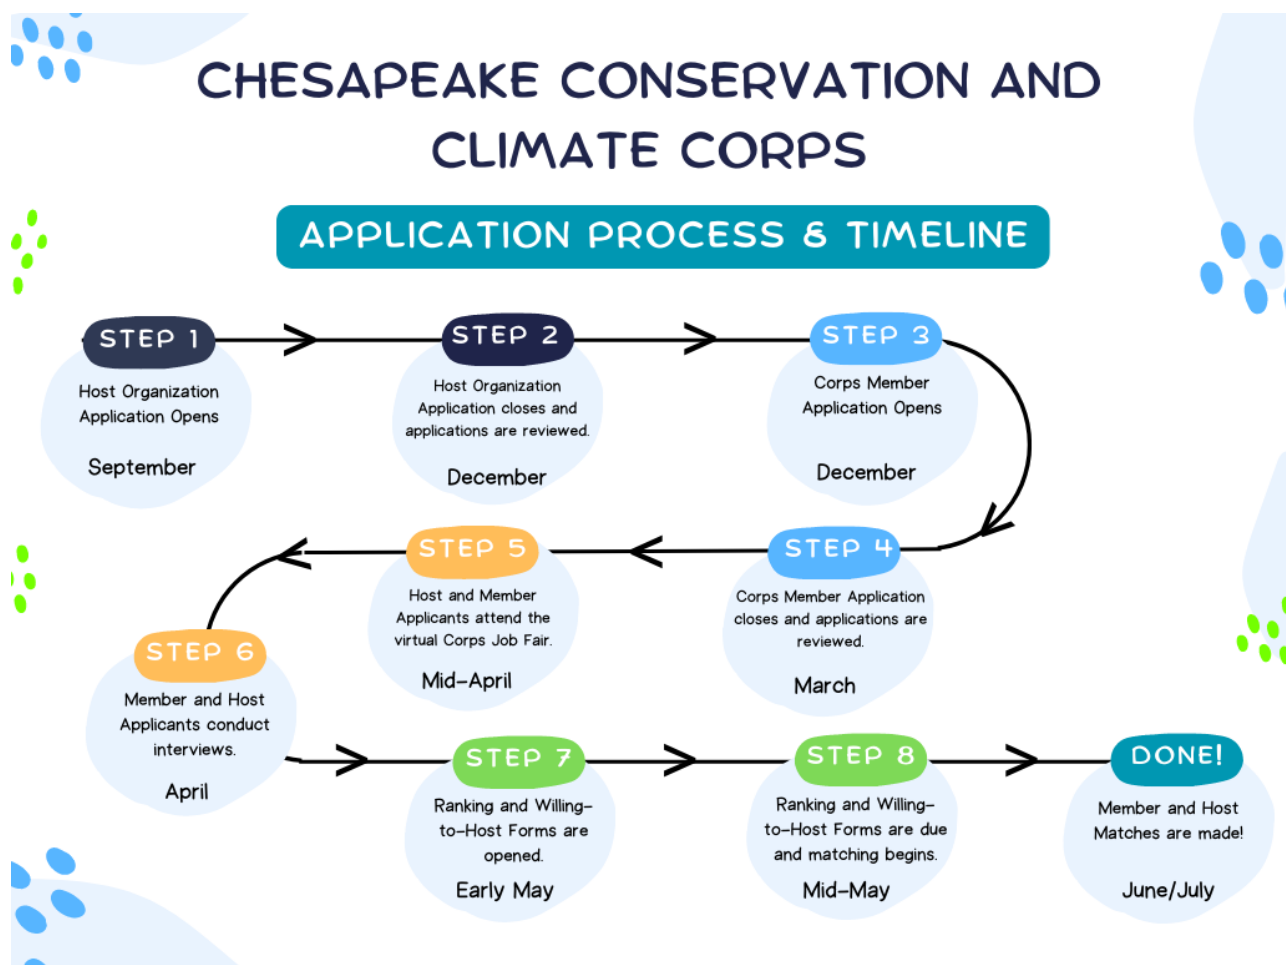 CHESAPEAKE CONSERVATION AND
CLIMATE CORPS
APPLICATION PROCESS & TIMELINE
STEP 1
Host Organization
Application Opens
September
STEP 2
Host Organization
Application closes and
applications are reviewed.
December
STEP 3
Corps Member
Application Opens
December
STEP 4
Corps Member Application
closes and applications are
reviewed.
March
STEP 5
Host and Member
Applicants attend the
virtual Corps Job Fair.
Mid-April
STEP 6
Member and Host
Applicants conduct
interviews.
April
STEP 7
Ranking and Willing-
to-Host Forms are
opened.
Early May
STEP 8
Ranking and Willing-
to-Host Forms are due
and matching begins.
Mid-May
DONE!
Member and Host
Matches are made!
June/July